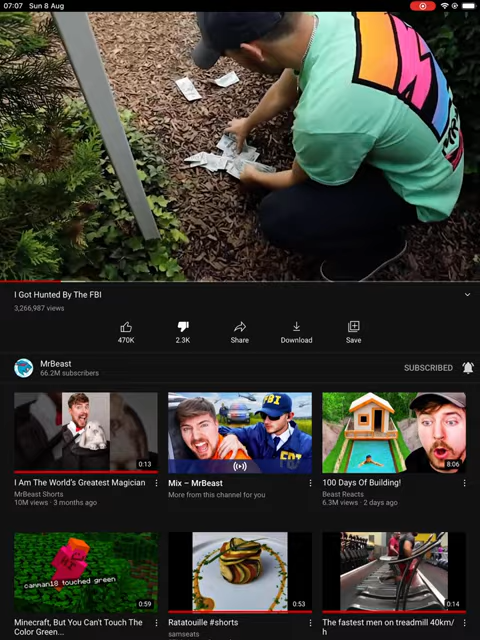 07:07 Sun 8 Aug
I Got Hunted By The FBI
3,266,987 views
470K
2.3K
Share
Download
Save
MrBeast
66.2M subscribers
SUBSCRIBED
0:13
FBI
FBI
8:06
I Am The World's Greatest Magician
MrBeast Shorts
10M views · 3 months ago
Mix – MrBeast
More from this channel for you
100 Days Of Building!
Beast Reacts
6.3M views · 2 days ago
camman18 touched green
0:59
0:53
0:14
Minecraft, But You Can't Touch The
Color Green...
Ratatouille #shorts
samseats
The fastest men on treadmill 40km/
h